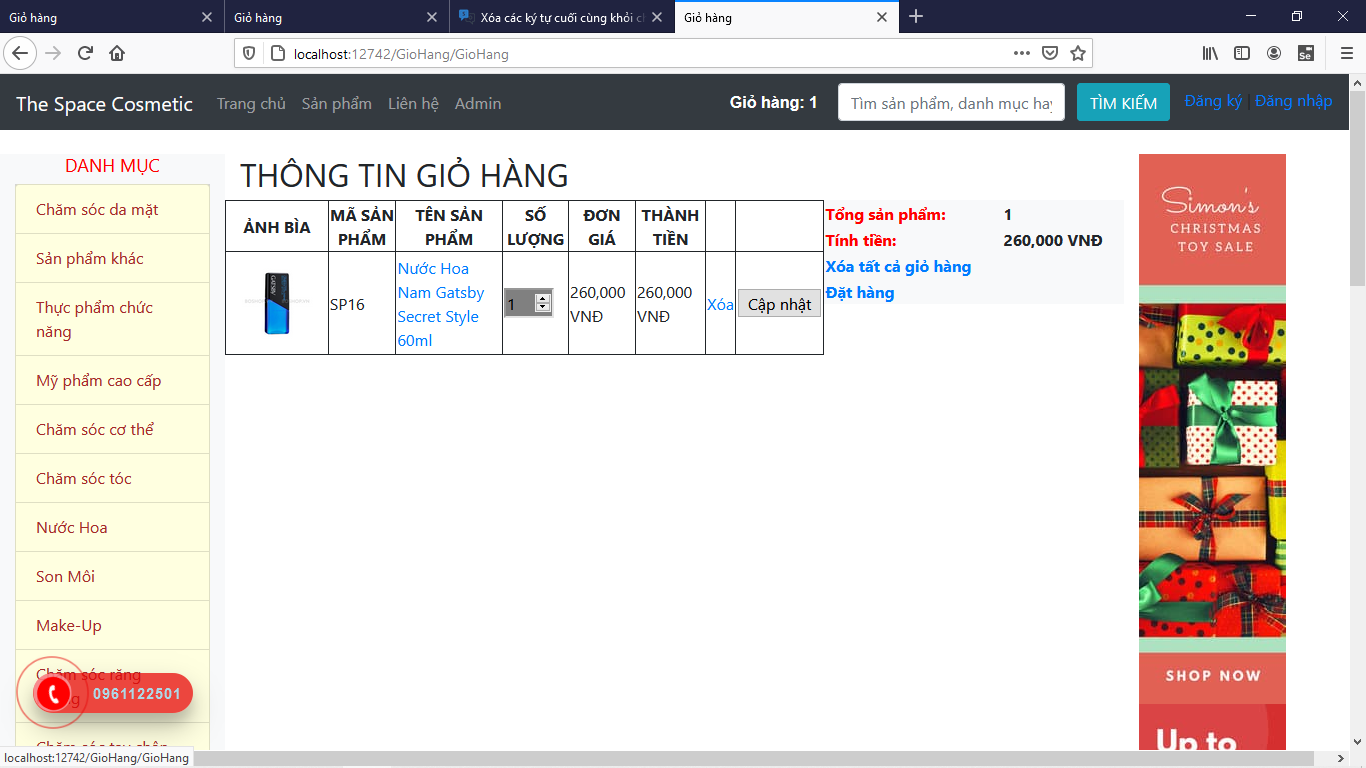 Giỏ hàng
Giỏ hàng
Xóa các ký tự cuối cùng khỏi ch
Giỏ hàng
localhost:12742/GioHang/GioHang
The Space Cosmetic Trang chủ Sản phẩm Liên hệ Admin Giỏ hàng: 1 Tìm sản phẩm, danh mục hay TÌM KIẾM Đăng ký | Đăng nhập
DANH MỤC
Chăm sóc da mặt
Sản phẩm khác
Thực phẩm chức
năng
Mỹ phẩm cao cấp
Chăm sóc cơ thể
Chăm sóc tóc
Nước Hoa
Son Môi
Make-Up
Chăm sóc răng
0961122501
Chăm sóc tay chân
THÔNG TIN GIỎ HÀNG
ẢNH BÌA
MÃ SẢN
PHẨM
TÊN SẢN
PHẨM
SỐ
LƯỢNG
ĐƠN
GIÁ
THÀNH
TIỀN
GATSBY
SP16
Nước Hoa
Nam Gatsby
Secret Style
60ml
1
260,000
VNĐ
260,000
VNĐ
Xóa
Cập nhật
Tổng sản phẩm: 1
Tính tiền: 260,000 VNĐ
Xóa tất cả giỏ hàng
Đặt hàng
Simon's
CHRISTMAS
TOY SALE
SHOP NOW
Up to
localhost:12742/GioHang/GioHang